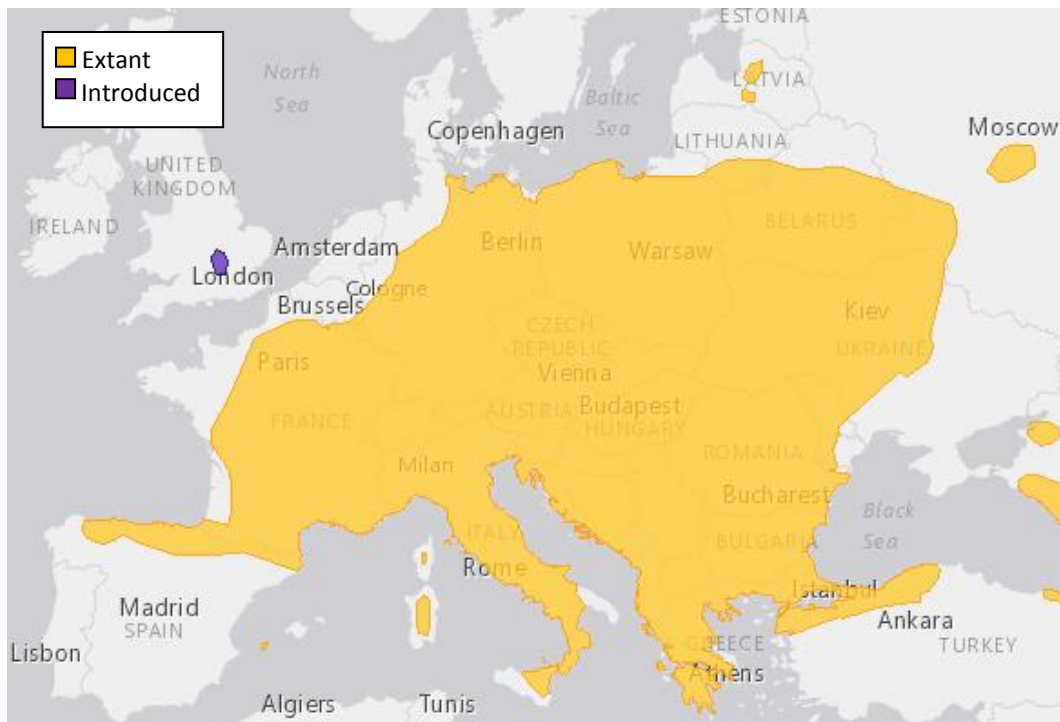 Extant
Introduced
ESTONIA
North
Sea
LATVIA
Baltic
Sea
Copenhagen
LITHUANIA
Moscow
UNITED
KINGDOM
IRELAND
BELARUS
Amsterdam
Berlin
Warsaw
London
Cologne
Brussels
Kiev
CZECH
REPUBLIC
UKRAINE
Paris
Vienna
FRANCE
AUSTRIA
Budapest
HUNGARY
Milan
ROMANIA
Bucharest
Black
Sea
ITALY
BULGARIA
Rome
Istanbul
Madrid
SPAIN
Ankara
TURKEY
GREECE
Lisbon
Athens
Algiers
Tunis